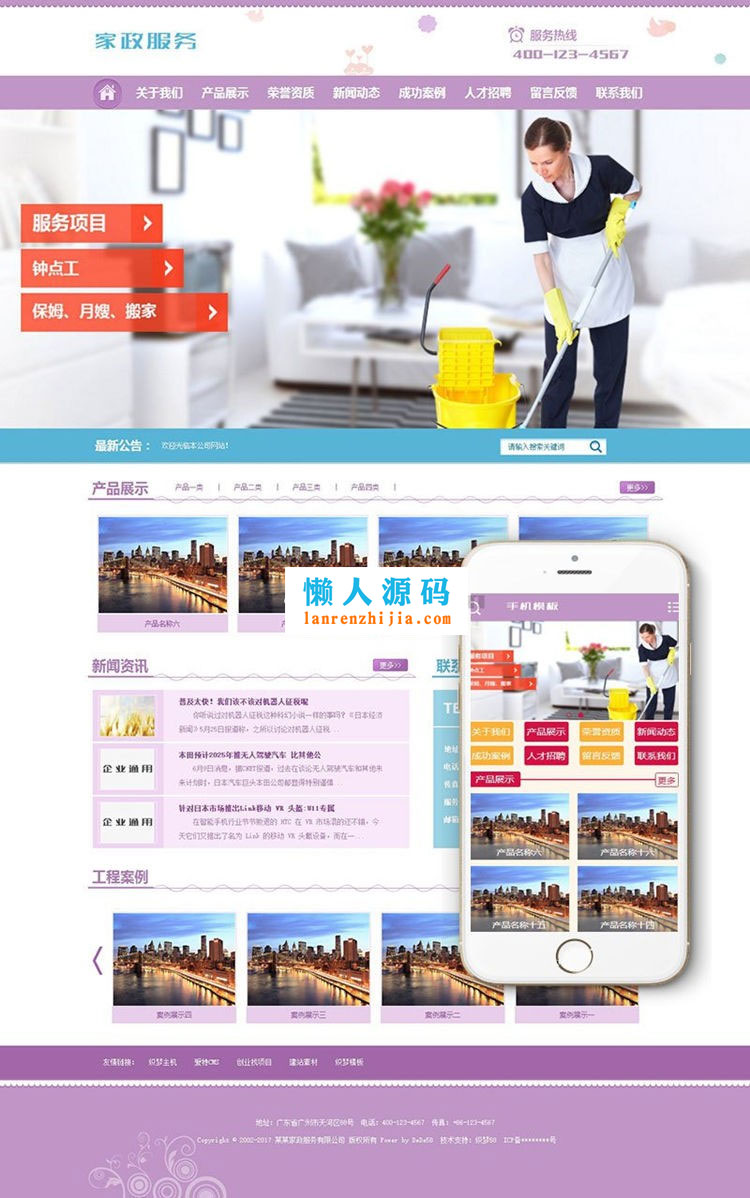 家政服务
服务热线
400-123-4567
关于我们 产品展示 荣誉资质 新闻动态 成功案例 人才招聘 留言反馈 联系我们
服务项目
钟点工
保姆、月嫂、搬家
最新公告： 欢迎光临本公司网站!
请输入搜索关键词
产品展示 产品一类 | 产品二类 | 产品三类 | 产品四类 | 更多>>
产品名称六
懒人源码
lanrenzhijia.com
新闻资讯 更多>>
普及太快！我们该不该对机器人征税呢
你听说过对机器人征税这种科幻小说一样的事吗？《日本经济
新闻》5月25日报道称，之所以讨论过对机器人征税...
企业通用
本田预计2025年推无人驾驶汽车 比其他公
6月9日消息，据CNET报道，过去在谈论无人驾驶汽车和其他未
来计划时，日本汽车巨头本田公司都显得特别谨慎...
企业通用
针对日本市场推出Link移动 VR 头盔:U11专属
在智能手机行业节节败退的 HTC 在 VR 市场混的还不错，今
天它们又推出了名为 Link 的移动 VR 头戴设备，而在一...
工程案例
案例展示四 案例展示三 案例展示二 案例展示一
手机模板
服务项目
钟点工
保姆、月嫂、搬家
关于我们 产品展示 荣誉资质 新闻动态
成功案例 人才招聘 留言反馈 联系我们
产品展示 更多
产品名称六 产品名称十六
产品名称十五 产品名称十四
友情链接： 织梦主机 爱特CMS 创业找项目 建站素材 织梦模板
地址：广东省广州市天河区88号 电话：400-123-4567 传真：+86-123-4567
Copyright © 2002-2017 某某家政服务有限公司 版权所有 Power by DeDe58 技术支持：织梦58 ICP备********号